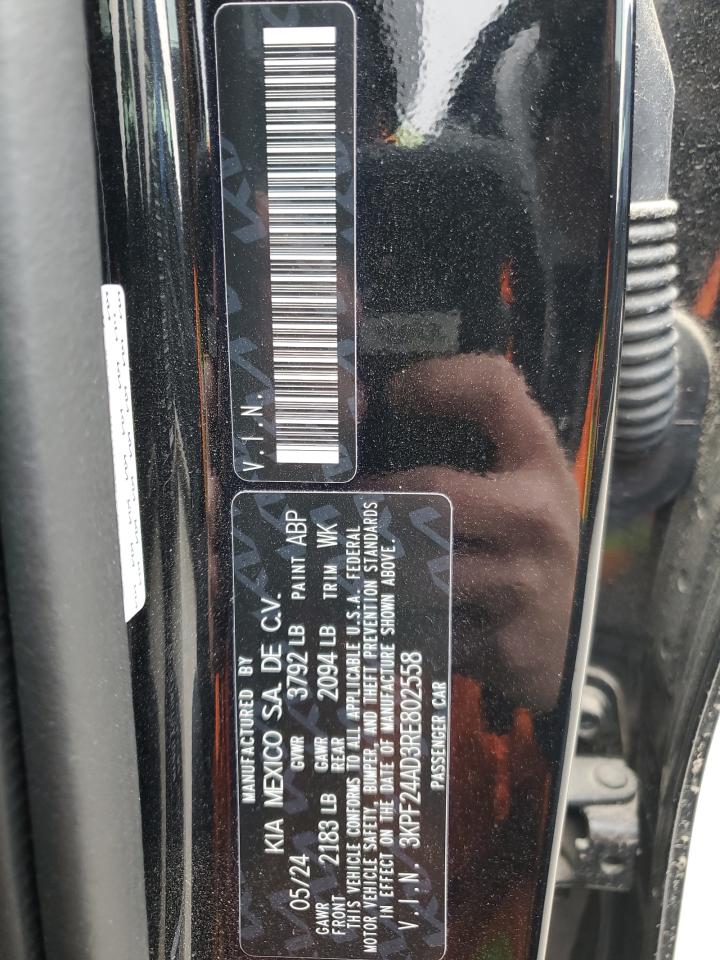 V.I.N.
MANUFACTURED BY
KIA MEXICO S.A. DE C.V.
05/24 GVWR 3792 LB PAINT ABP
GAWR FRONT 2183 LB GAWR REAR 2094 LB TRIM WK
THIS VEHICLE CONFORMS TO ALL APPLICABLE U.S.A. FEDERAL
MOTOR VEHICLE SAFETY, BUMPER, AND THEFT PREVENTION STANDARDS
IN EFFECT ON THE DATE OF MANUFACTURE SHOWN ABOVE.
V.I.N. 3KPF24AD3RE802558
PASSENGER CAR